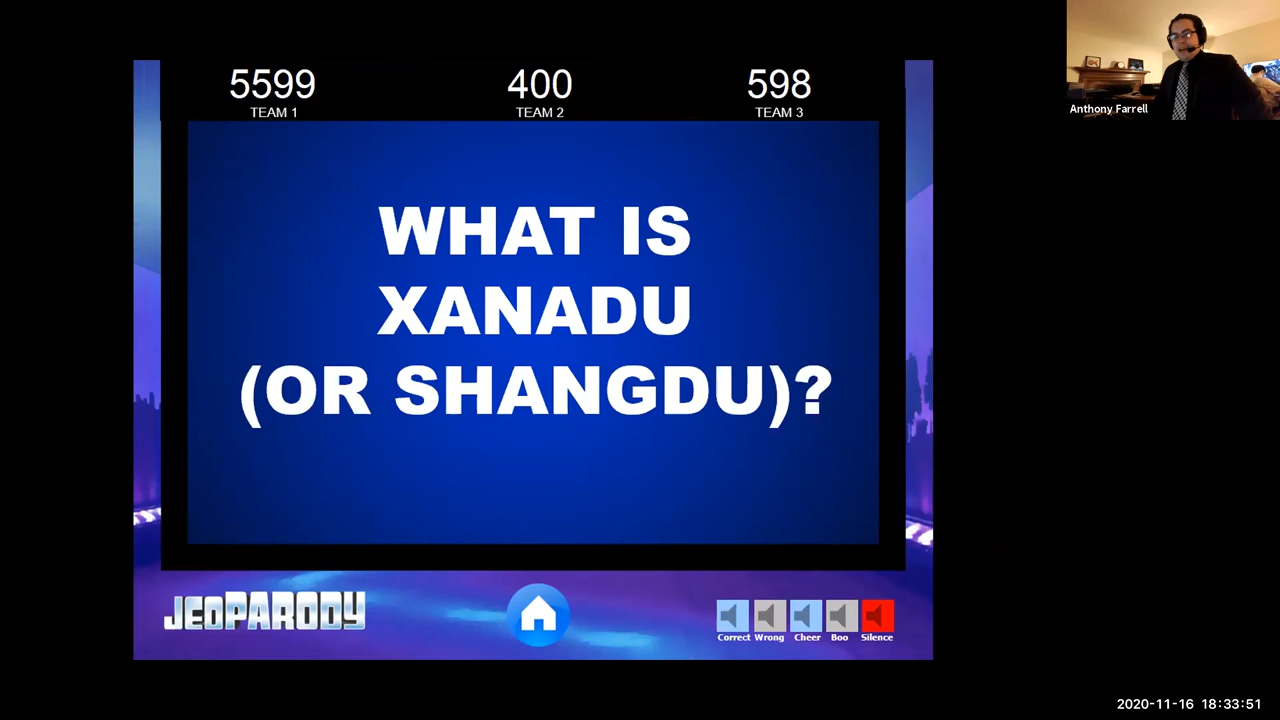 5599 400 598
TEAM 1 TEAM 2 TEAM 3
WHAT IS
XANADU
(OR SHANGDU)?
JEOPARODY
Correct Wrong Cheer Boo Silence
Anthony Farrell
2020-11-16 18:33:51